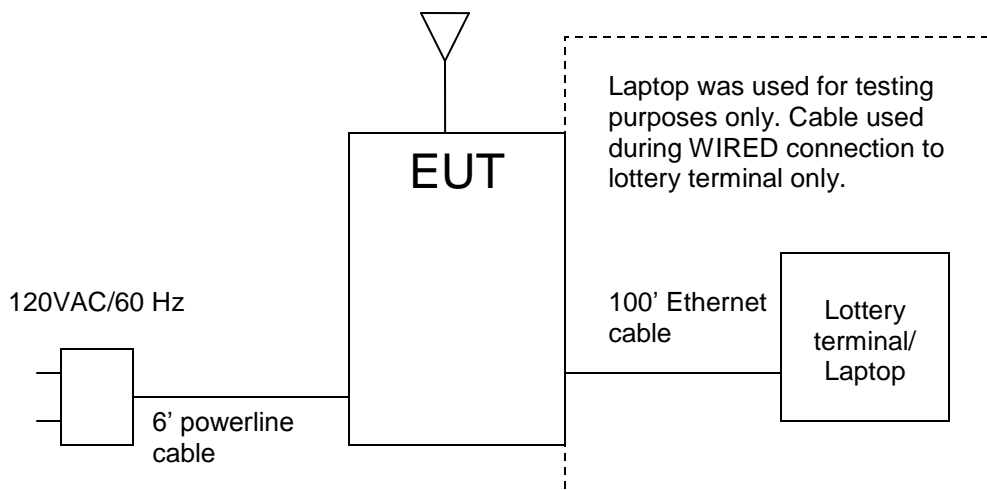 Laptop was used for testing
purposes only. Cable used
during WIRED connection to
lottery terminal only.
EUT
120VAC/60 Hz
100’ Ethernet
cable
Lottery
terminal/
Laptop
6’ powerline
cable